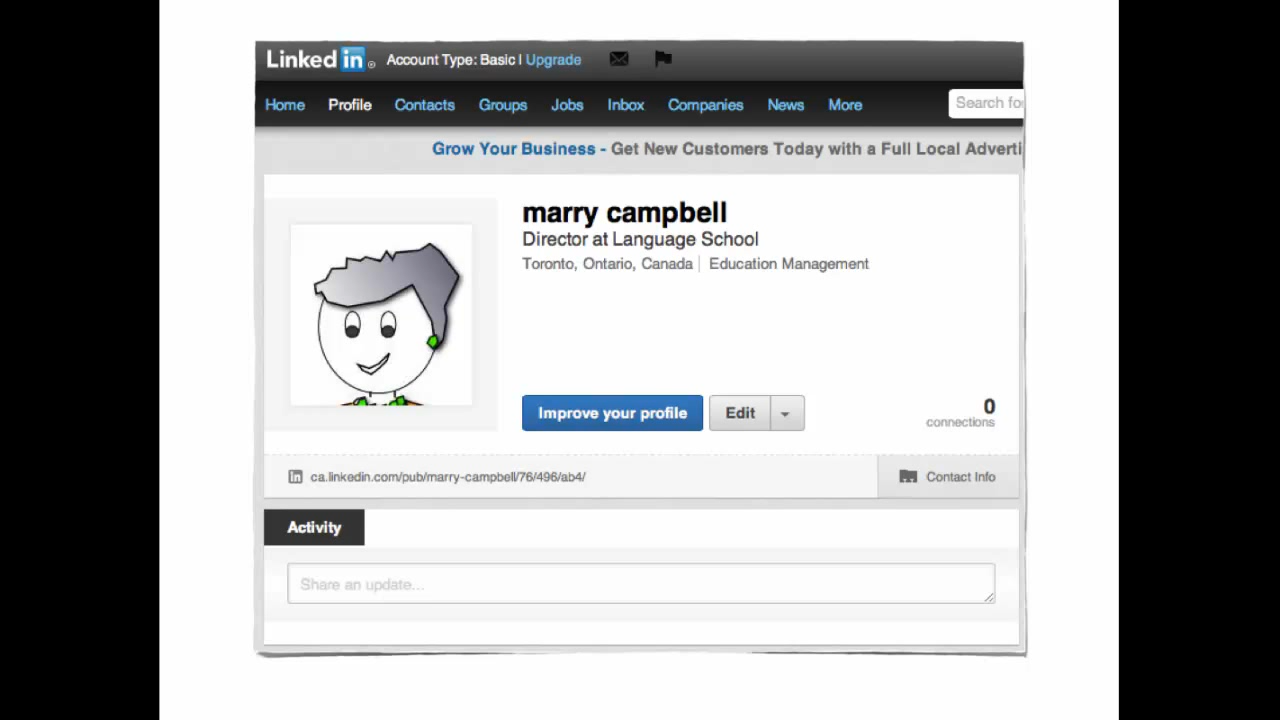 Linked in ® Account Type: Basic | Upgrade
Home Profile Contacts Groups Jobs Inbox Companies News More Search fo
Grow Your Business - Get New Customers Today with a Full Local Adverti
marry campbell
Director at Language School
Toronto, Ontario, Canada | Education Management
Improve your profile Edit
0
connections
in ca.linkedin.com/pub/marry-campbell/76/496/ab4/ Contact Info
Activity
Share an update...